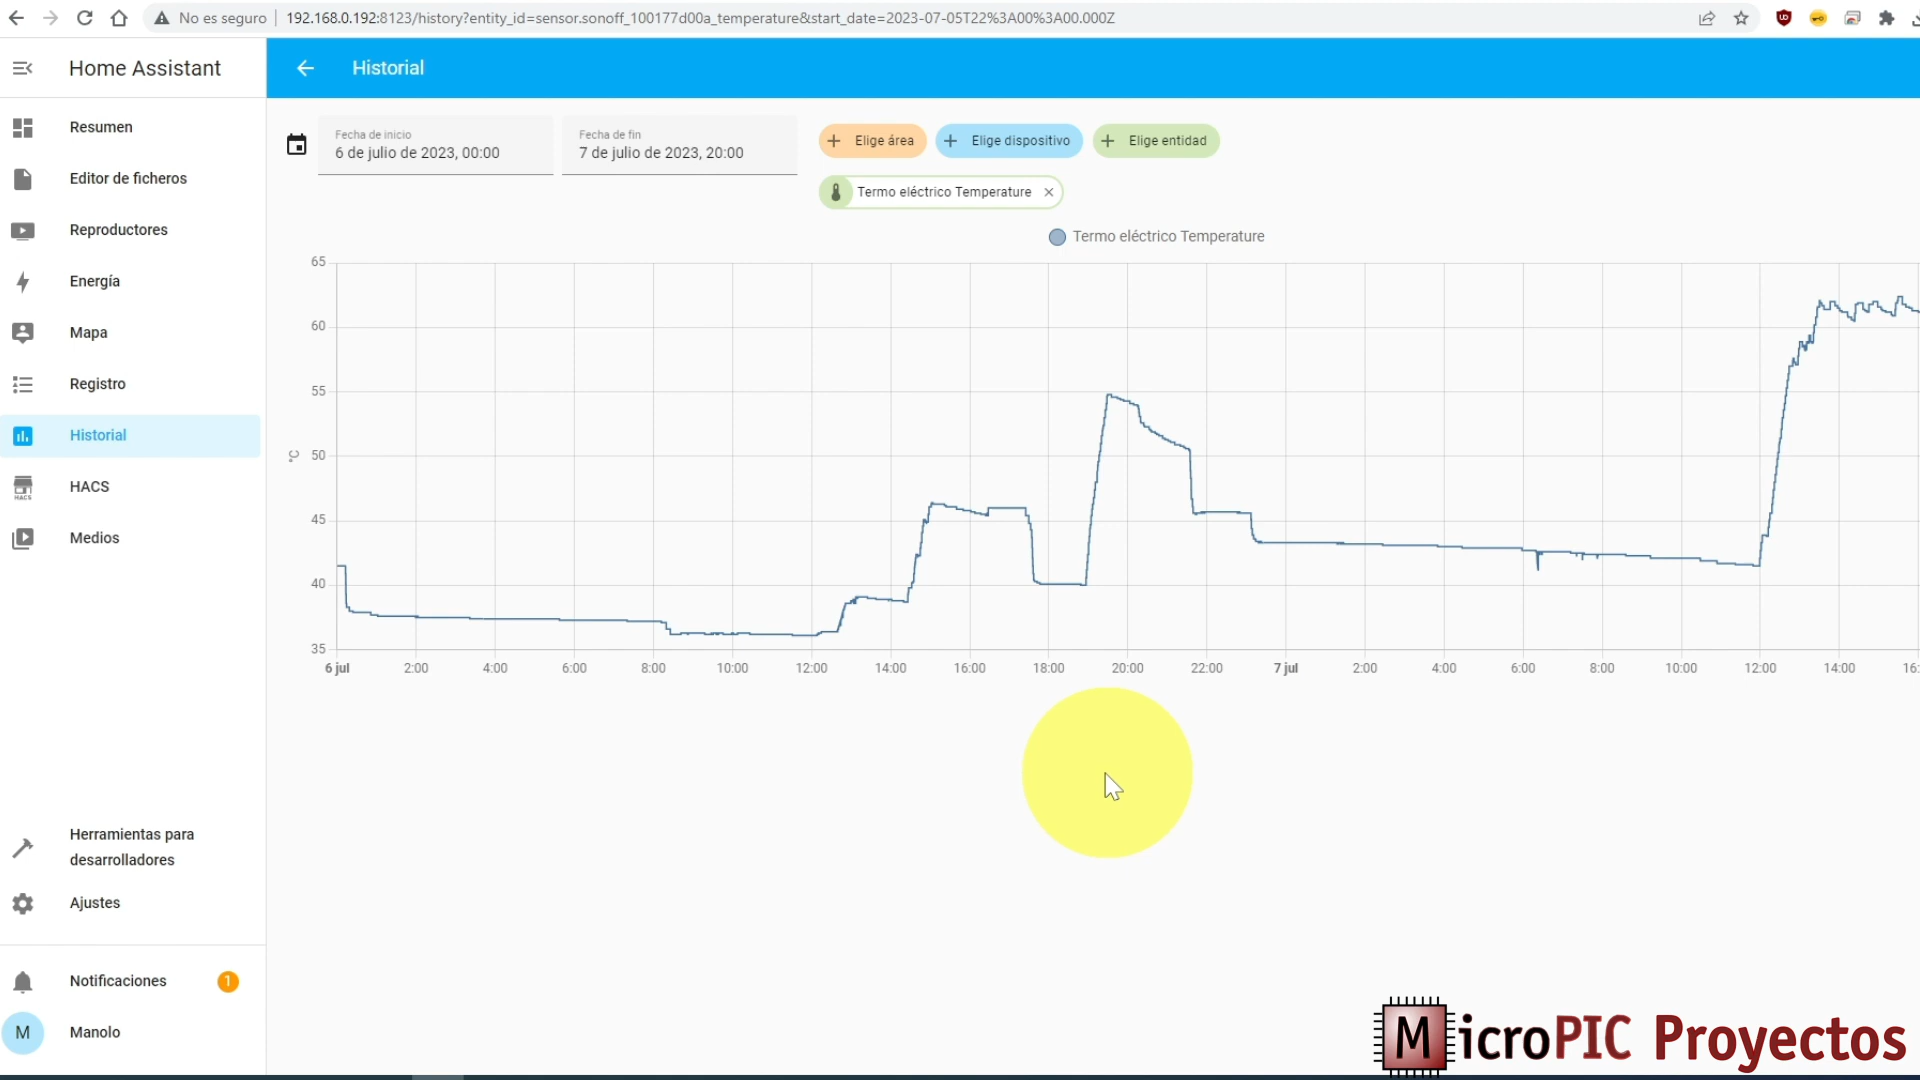 No es seguro
192.168.0.192:8123/history?entity_id=sensor.sonoff_100177d00a_temperature&start_date=2023-07-05T22%3A00%3A00.000Z
Home Assistant
Historial
Resumen
Editor de ficheros
Reproductores
Energía
Mapa
Registro
Historial
HACS
HACS
Medios
Herramientas para
desarrolladores
Ajustes
Notificaciones 1
M Manolo
Fecha de inicio
6 de julio de 2023, 00:00
Fecha de fin
7 de julio de 2023, 20:00
+ Elige área
+ Elige dispositivo
+ Elige entidad
Termo eléctrico Temperature ×
Termo eléctrico Temperature
°C
65
60
55
50
45
40
35
6 jul 2:00 4:00 6:00 8:00 10:00 12:00 14:00 16:00 18:00 20:00 22:00 7 jul 2:00 4:00 6:00 8:00 10:00 12:00 14:00 16:
MicroPIC Proyectos